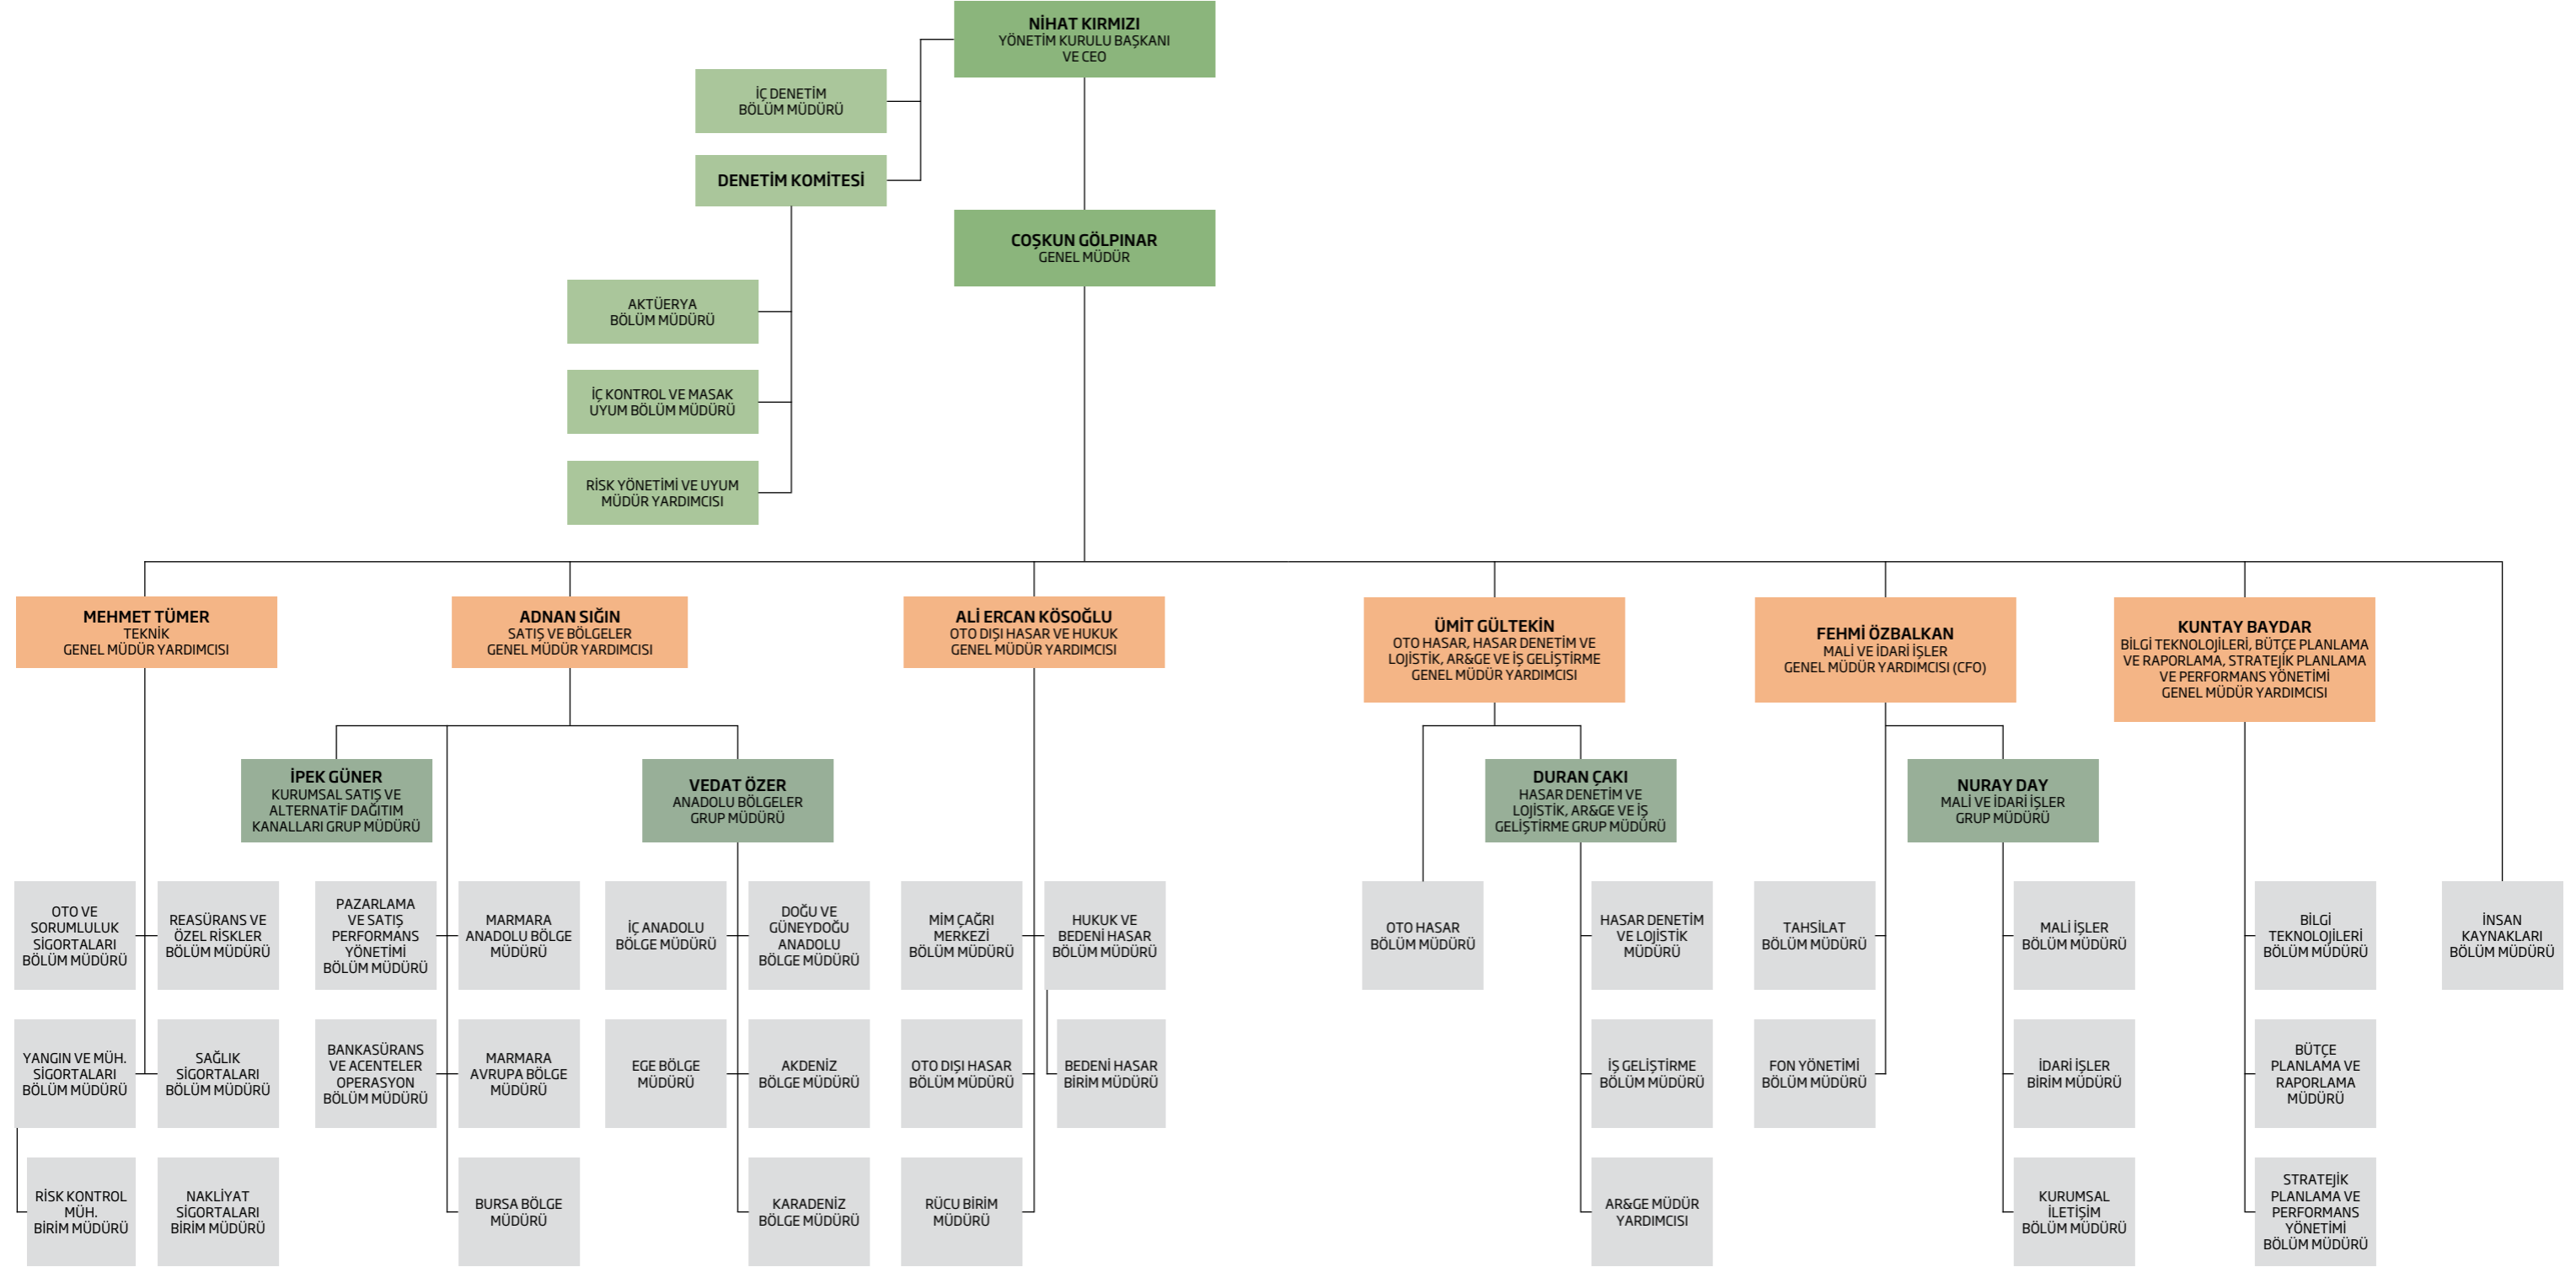 NİHAT KIRMIZI
YÖNETİM KURULU BAŞKANI
VE CEO
İÇ DENETİM
BÖLÜM MÜDÜRÜ
DENETİM KOMİTESİ
COŞKUN GÖLPINAR
GENEL MÜDÜR
AKTÜERYA
BÖLÜM MÜDÜRÜ
İÇ KONTROL VE MASAK
UYUM BÖLÜM MÜDÜRÜ
RİSK YÖNETİMİ VE UYUM
MÜDÜR YARDIMCISI
MEHMET TÜMER
TEKNİK
GENEL MÜDÜR YARDIMCISI
ADNAN SIĞIN
SATIŞ VE BÖLGELER
GENEL MÜDÜR YARDIMCISI
ALİ ERCAN KÖSOĞLU
OTO DIŞI HASAR VE HUKUK
GENEL MÜDÜR YARDIMCISI
ÜMİT GÜLTEKİN
OTO HASAR, HASAR DENETİM VE
LOJİSTİK, AR&GE VE İŞ GELİŞTİRME
GENEL MÜDÜR YARDIMCISI
FEHMİ ÖZBALKAN
MALİ VE İDARİ İŞLER
GENEL MÜDÜR YARDIMCISI (CFO)
KUNTAY BAYDAR
BİLGİ TEKNOLOJİLERİ, BÜTÇE PLANLAMA
VE RAPORLAMA, STRATEJİK PLANLAMA
VE PERFORMANS YÖNETİMİ
GENEL MÜDÜR YARDIMCISI
İPEK GÜNER
KURUMSAL SATIŞ VE
ALTERNATİF DAĞITIM
KANALLARI GRUP MÜDÜRÜ
VEDAT ÖZER
ANADOLU BÖLGELER
GRUP MÜDÜRÜ
DURAN ÇAKI
HASAR DENETİM VE
LOJİSTİK, AR&GE VE İŞ
GELİŞTİRME GRUP MÜDÜRÜ
NURAY DAY
MALİ VE İDARİ İŞLER
GRUP MÜDÜRÜ
OTO VE
SORUMLULUK
SİGORTALARI
BÖLÜM MÜDÜRÜ
REASÜRANS VE
ÖZEL RİSKLER
BÖLÜM MÜDÜRÜ
PAZARLAMA
VE SATIŞ
PERFORMANS
YÖNETİMİ
BÖLÜM MÜDÜRÜ
MARMARA
ANADOLU BÖLGE
MÜDÜRÜ
İÇ ANADOLU
BÖLGE MÜDÜRÜ
DOĞU VE
GÜNEYDOĞU
ANADOLU
BÖLGE MÜDÜRÜ
MİM ÇAĞRI
MERKEZİ
BÖLÜM MÜDÜRÜ
HUKUK VE
BEDENİ HASAR
BÖLÜM MÜDÜRÜ
OTO HASAR
BÖLÜM MÜDÜRÜ
HASAR DENETİM
VE LOJİSTİK
MÜDÜRÜ
TAHSİLAT
BÖLÜM MÜDÜRÜ
MALİ İŞLER
BÖLÜM MÜDÜRÜ
BİLGİ
TEKNOLOJİLERİ
BÖLÜM MÜDÜRÜ
İNSAN
KAYNAKLARI
BÖLÜM MÜDÜRÜ
YANGIN VE MÜH.
SİGORTALARI
BÖLÜM MÜDÜRÜ
SAĞLIK
SİGORTALARI
BÖLÜM MÜDÜRÜ
BANKASÜRANS
VE ACENTELER
OPERASYON
BÖLÜM MÜDÜRÜ
MARMARA
AVRUPA BÖLGE
MÜDÜRÜ
EGE BÖLGE
MÜDÜRÜ
AKDENİZ
BÖLGE MÜDÜRÜ
OTO DIŞI HASAR
BÖLÜM MÜDÜRÜ
BEDENİ HASAR
BİRİM MÜDÜRÜ
İŞ GELİŞTİRME
BÖLÜM MÜDÜRÜ
FON YÖNETİMİ
BÖLÜM MÜDÜRÜ
İDARİ İŞLER
BİRİM MÜDÜRÜ
BÜTÇE
PLANLAMA VE
RAPORLAMA
MÜDÜRÜ
RİSK KONTROL
MÜH.
BİRİM MÜDÜRÜ
NAKLİYAT
SİGORTALARI
BİRİM MÜDÜRÜ
BURSA BÖLGE
MÜDÜRÜ
KARADENİZ
BÖLGE MÜDÜRÜ
RÜCU BİRİM
MÜDÜRÜ
AR&GE MÜDÜR
YARDIMCISI
KURUMSAL
İLETİŞİM
BÖLÜM MÜDÜRÜ
STRATEJİK
PLANLAMA VE
PERFORMANS
YÖNETİMİ
BÖLÜM MÜDÜRÜ